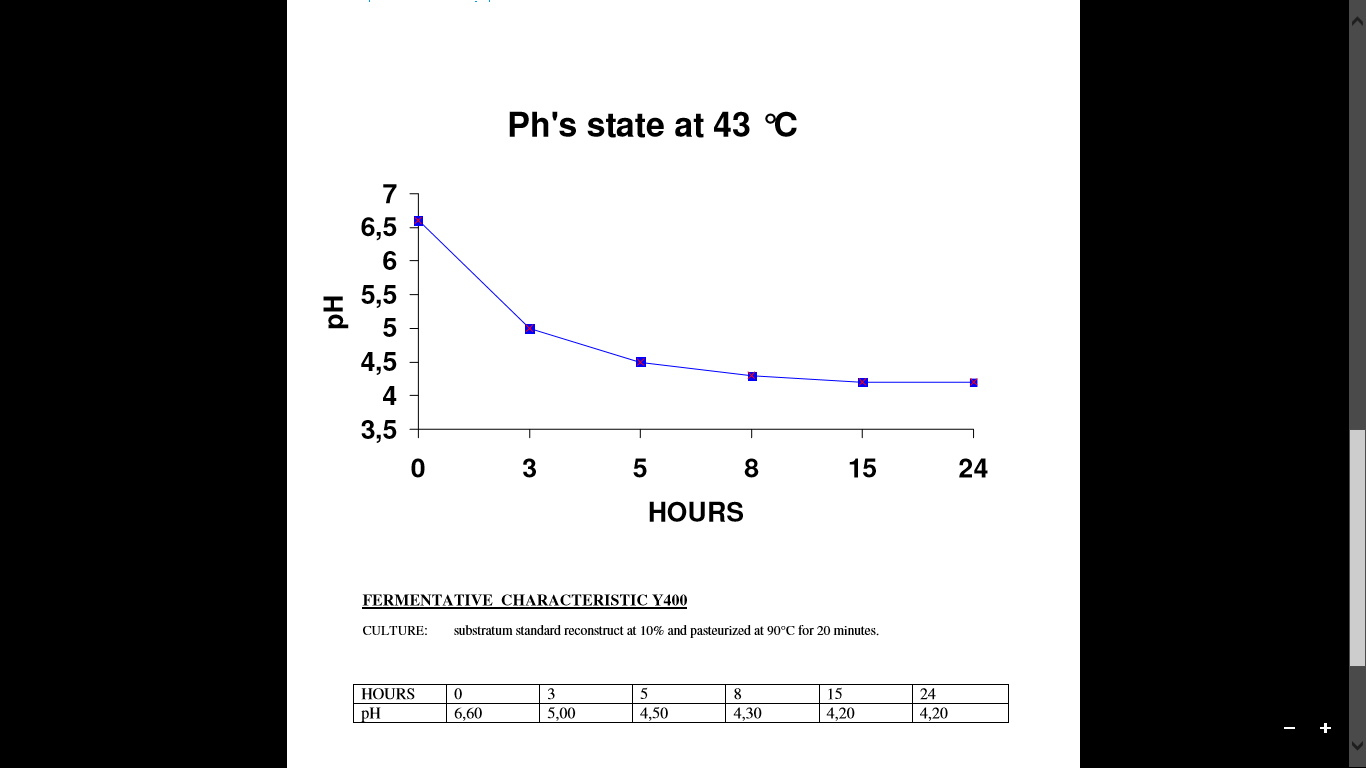 Ph's state at 43 °C
7
6,5
6
5,5
5
4,5
4
3,5
pH
0 3 5 8 15 24
HOURS
FERMENTATIVE CHARACTERISTIC Y400
CULTURE: substratum standard reconstruct at 10% and pasteurized at 90°C for 20 minutes.
HOURS 0 3 5 8 15 24
pH 6,60 5,00 4,50 4,30 4,20 4,20